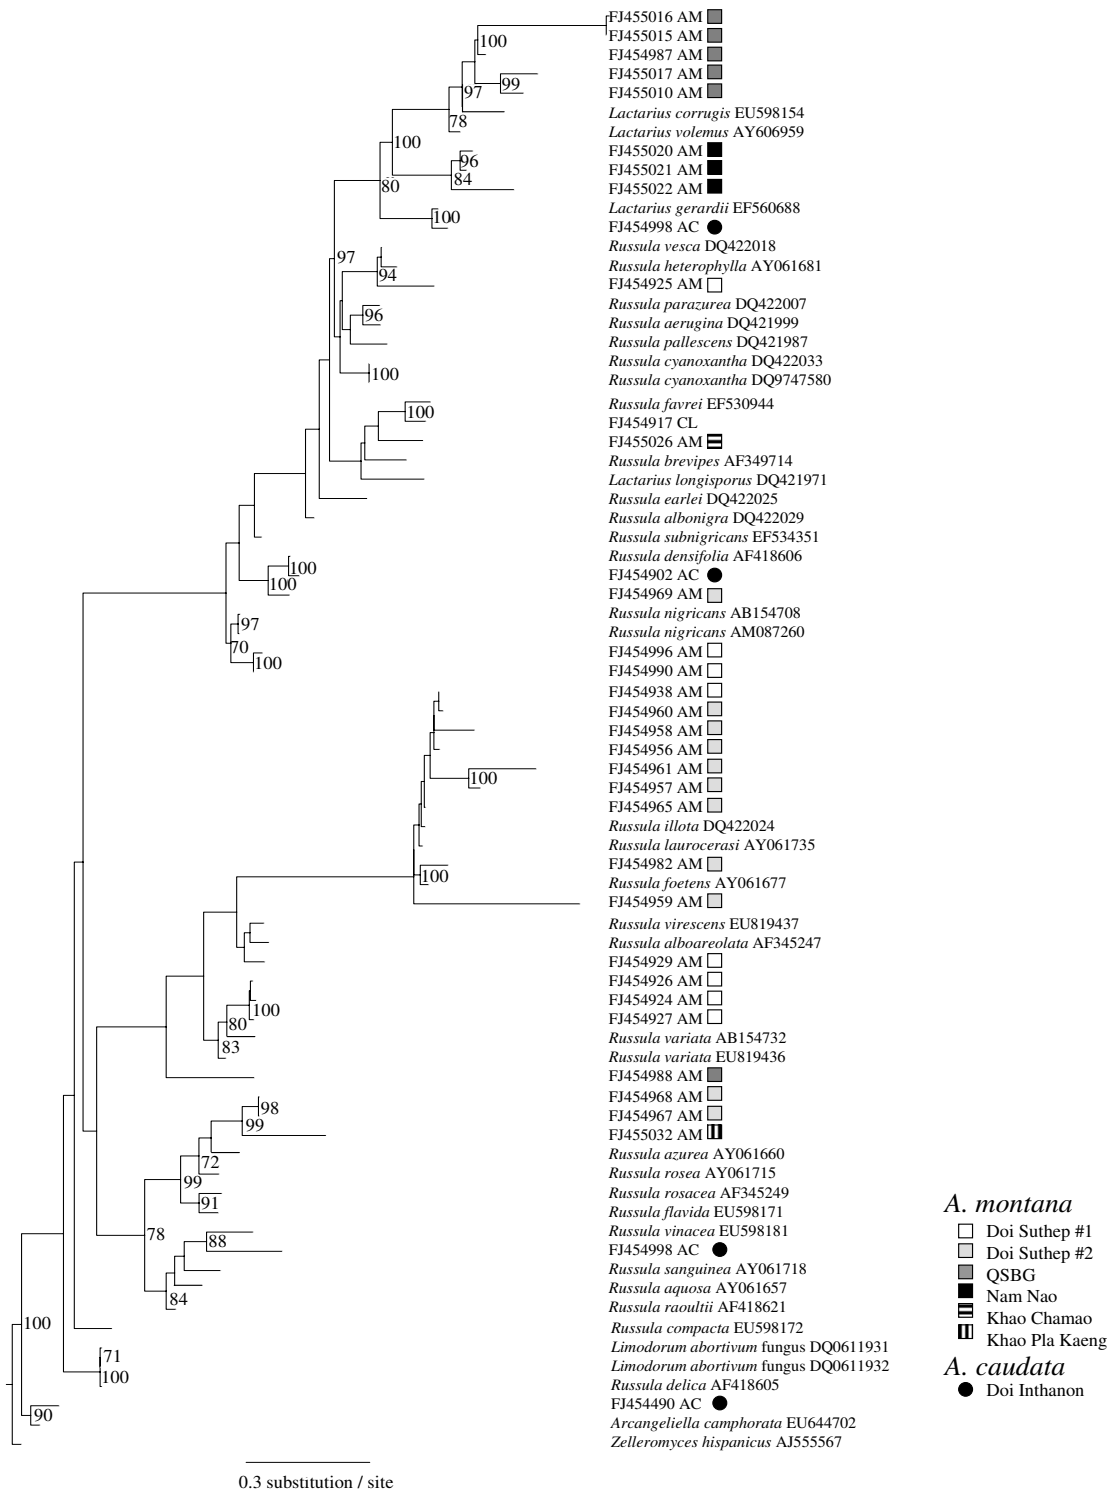 FJ455016 AM
FJ455015 AM
100
FJ454987 AM
FJ455017 AM
99
FJ455010 AM
97
Lactarius corrugis EU598154
78
Lactarius volemus AY606959
100
FJ455020 AM
96
FJ455021 AM
84
FJ455022 AM
80
Lactarius gerardii EF560688
100
FJ454998 AC
Russula vesca DQ422018
97
Russula heterophylla AY061681
94
FJ454925 AM
Russula parazurea DQ422007
96
Russula aerugina DQ421999
Russula pallescens DQ421987
Russula cyanoxantha DQ422033
100
Russula cyanoxantha DQ9747580
Russula favrei EF530944
100
FJ454917 CL
FJ455026 AM
Russula brevipes AF349714
Lactarius longisporus DQ421971
Russula earlei DQ422025
Russula albonigra DQ422029
Russula subnigricans EF534351
Russula densifolia AF418606
100
FJ454902 AC
100
FJ454969 AM
Russula nigricans AB154708
97
Russula nigricans AM087260
70
FJ454996 AM
100
FJ454990 AM
FJ454938 AM
FJ454960 AM
FJ454958 AM
FJ454956 AM
FJ454961 AM
100
FJ454957 AM
FJ454965 AM
Russula illota DQ422024
Russula laurocerasi AY061735
FJ454982 AM
100
Russula foetens AY061677
FJ454959 AM
Russula virescens EU819437
Russula alboareolata AF345247
FJ454929 AM
FJ454926 AM
FJ454924 AM
100
FJ454927 AM
80
Russula variata AB154732
83
Russula variata EU819436
FJ454988 AM
FJ454968 AM
98
FJ454967 AM
99
FJ455032 AM
Russula azurea AY061660
72
Russula rosea AY061715
99
Russula rosacea AF345249
91
Russula flavida EU598171
Russula vinacea EU598181
78
88
FJ454998 AC
Russula sanguinea AY061718
Russula aquosa AY061657
84
Russula raoultii AF418621
100
Russula compacta EU598172
Limodorum abortivum fungus DQ0611931
71
Limodorum abortivum fungus DQ0611932
100
Russula delica AF418605
FJ454490 AC
90
Arcangeliella camphorata EU644702
Zelleromyces hispanicus AJ555567
0.3 substitution / site
A. montana
Doi Suthep #1
Doi Suthep #2
QSBG
Nam Nao
Khao Chamao
Khao Pla Kaeng
A. caudata
Doi Inthanon